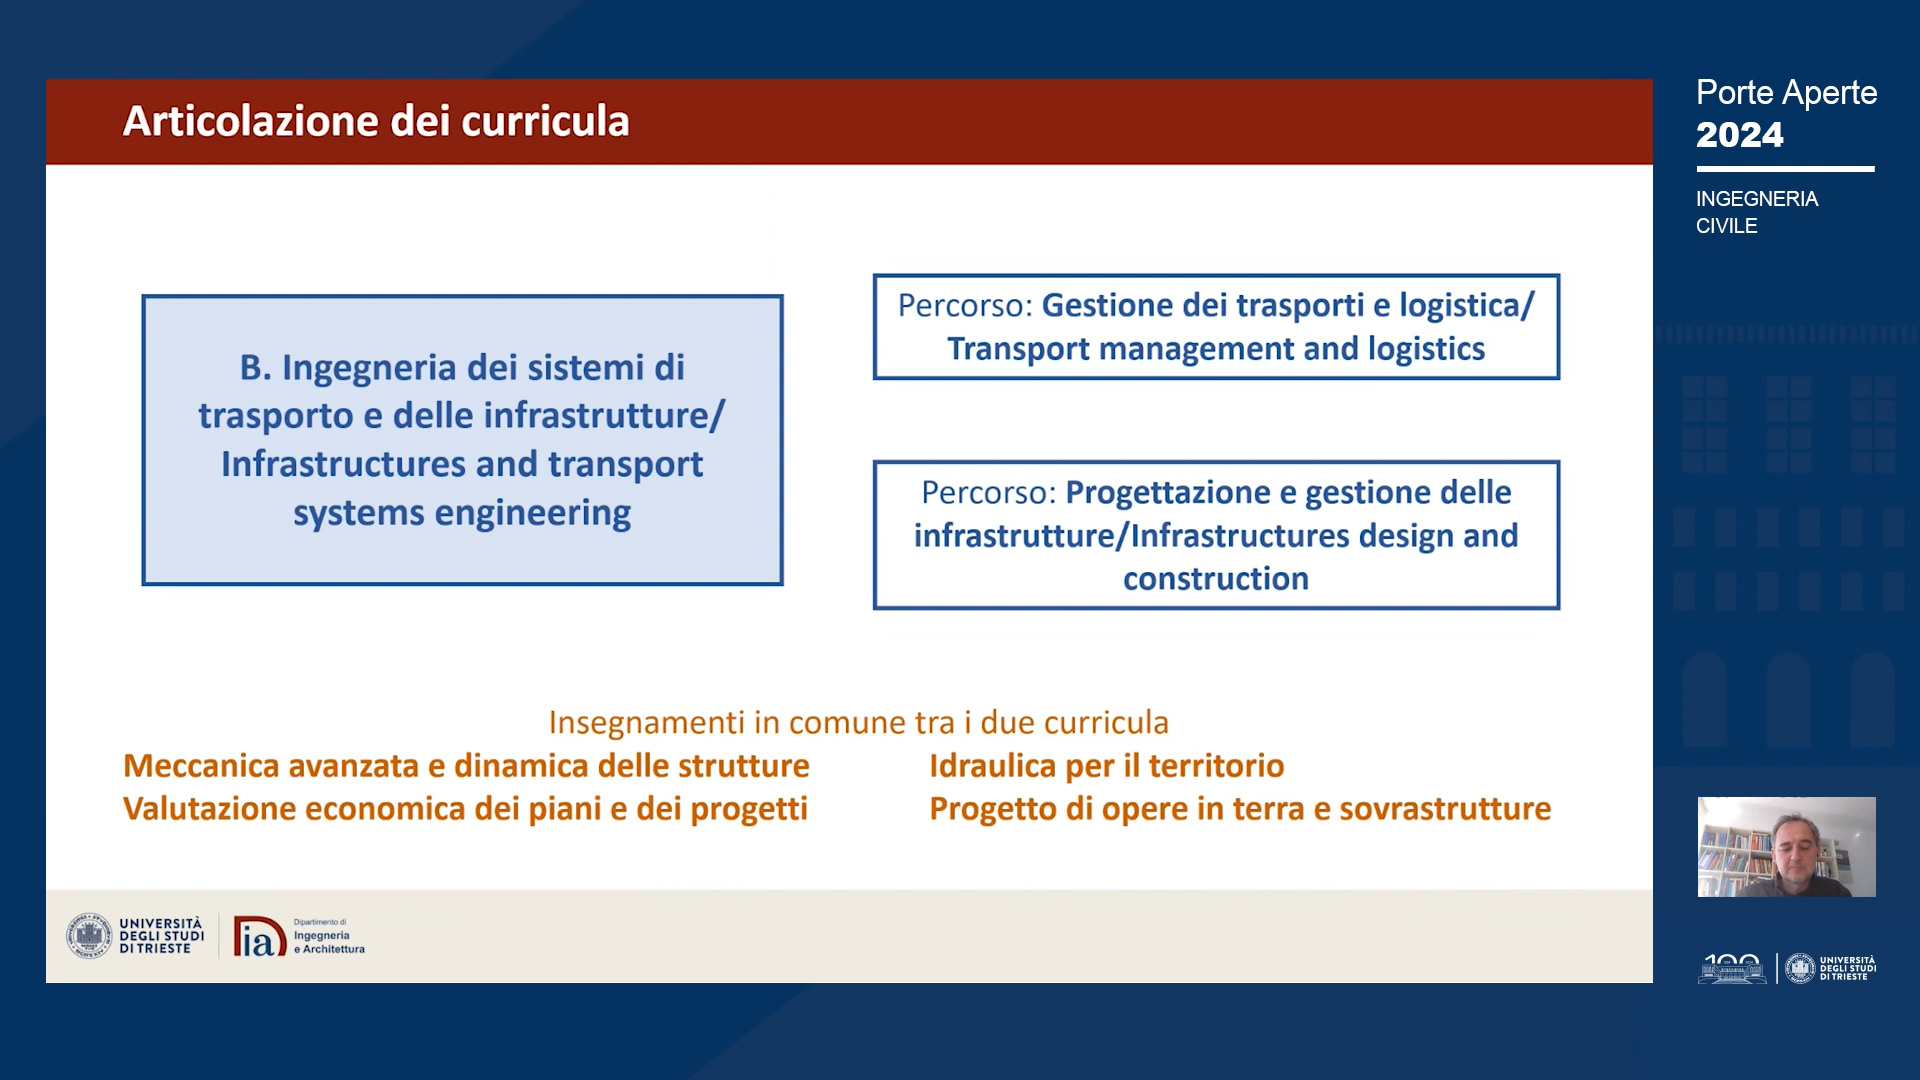 Articolazione dei curricula
B. Ingegneria dei sistemi di
trasporto e delle infrastrutture/
Infrastructures and transport
systems engineering
Percorso: Gestione dei trasporti e logistica/
Transport management and logistics
Percorso: Progettazione e gestione delle
infrastrutture/Infrastructures design and
construction
Insegnamenti in comune tra i due curricula
Meccanica avanzata e dinamica delle strutture
Valutazione economica dei piani e dei progetti
Idraulica per il territorio
Progetto di opere in terra e sovrastrutture
UNIVERSITÀ
DEGLI STUDI
DI TRIESTE
Dia
Dipartimento di
Ingegneria
e Architettura
Porte Aperte
2024
INGEGNERIA
CIVILE
100
UNIVERSITÀ
DEGLI STUDI
DI TRIESTE